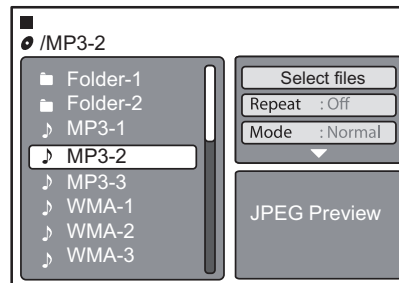 /MP3-2
Folder-1
Folder-2
MP3-1
MP3-2
MP3-3
WMA-1
WMA-2
WMA-3
Select files
Repeat : Off
Mode : Normal
JPEG Preview